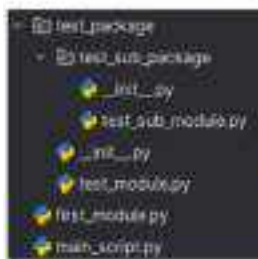 test_package
test_sub_package
__init__.py
test_sub_module.py
__init__.py
test_module.py
first_module.py
main_script.py